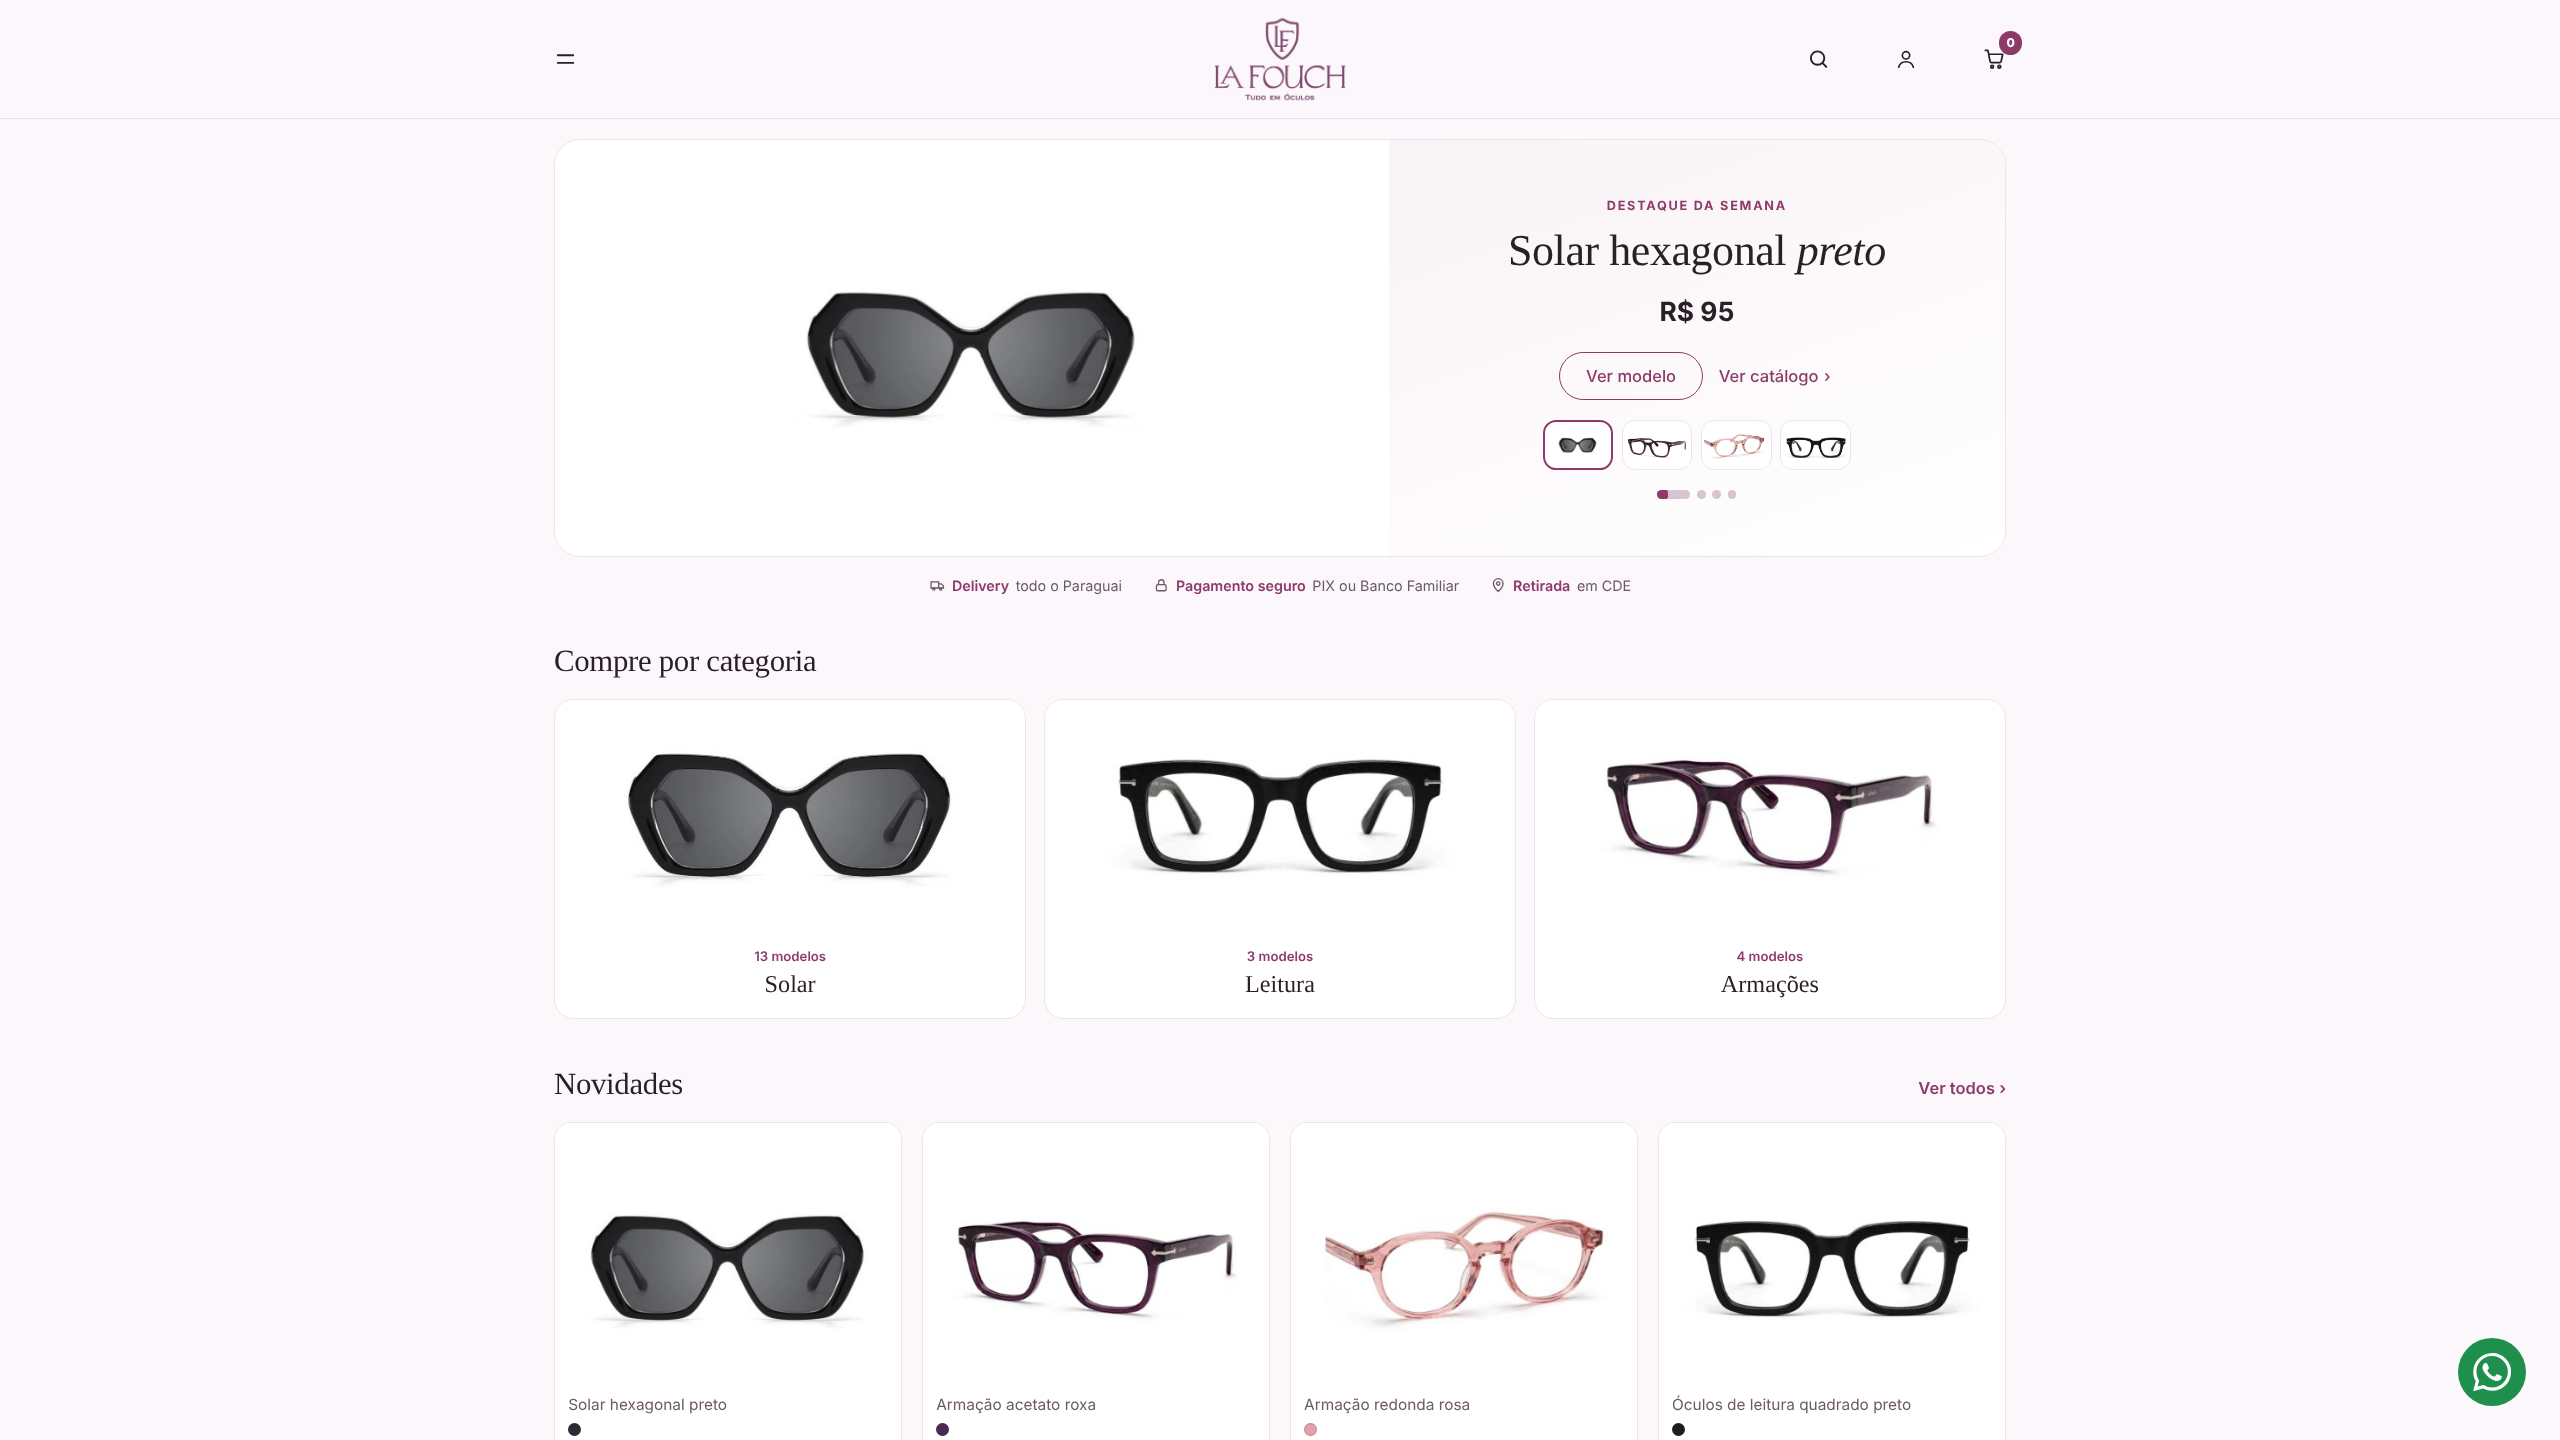 LF
LA FOUCH
TUDO EM ÓCULOS
0
DESTAQUE DA SEMANA
Solar hexagonal preto
R$ 95
Ver modelo
Ver catálogo ›
Delivery todo o Paraguai
Pagamento seguro PIX ou Banco Familiar
Retirada em CDE
Compre por categoria
13 modelos
Solar
3 modelos
Leitura
4 modelos
Armações
Novidades
Ver todos ›
Solar hexagonal preto
Armação acetato roxa
Armação redonda rosa
Óculos de leitura quadrado preto